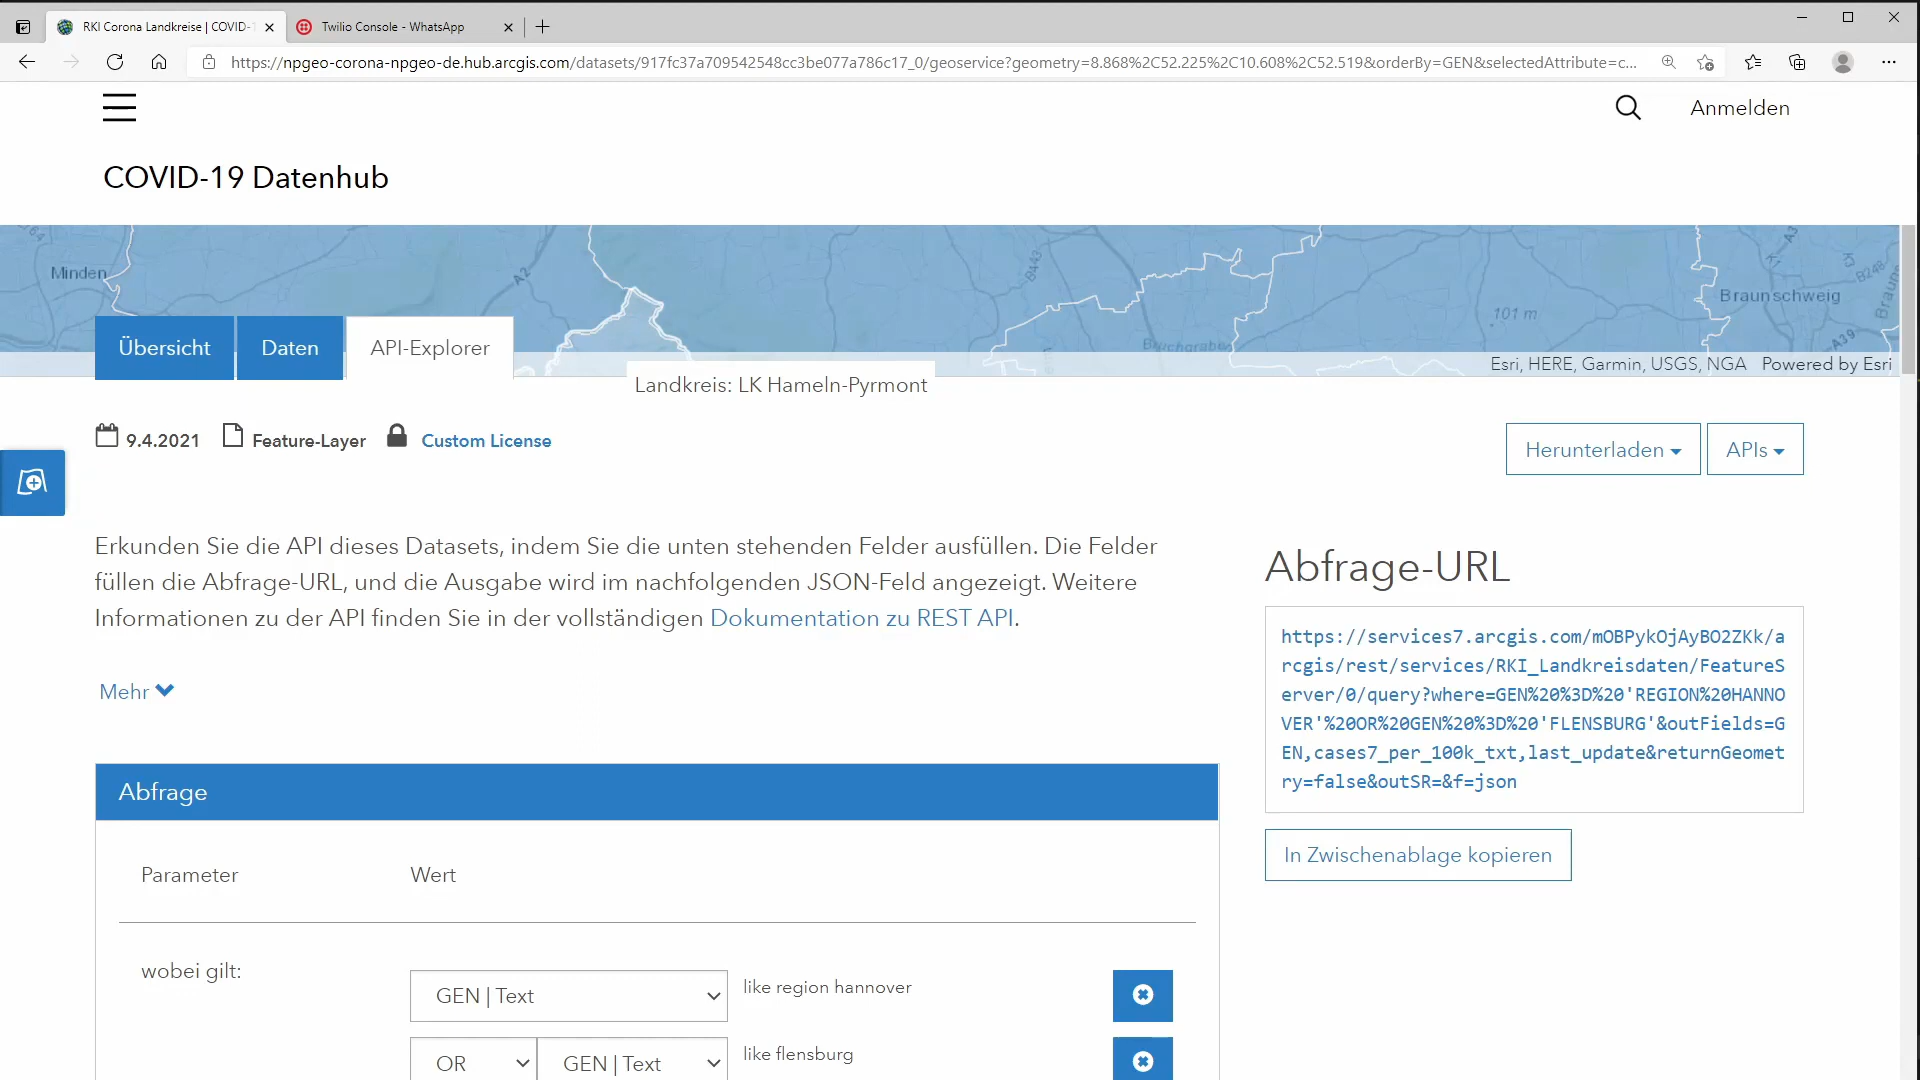 RKI Corona Landkreise | COVID-1
Twilio Console - WhatsApp
https://npgeo-corona-npgeo-de.hub.arcgis.com/datasets/917fc37a709542548cc3be077a786c17_0/geoservice?geometry=8.868%2C52.225%2C10.608%2C52.519&orderBy=GEN&selectedAttribute=c...
Anmelden
COVID-19 Datenhub
Minden
A2
B443
101 m
Braunschweig
A39
A3
K3
B248
Esri, HERE, Garmin, USGS, NGA Powered by Esri
Übersicht
Daten
API-Explorer
Landkreis: LK Hameln-Pyrmont
9.4.2021 Feature-Layer Custom License
Herunterladen
APIs
Erkunden Sie die API dieses Datasets, indem Sie die unten stehenden Felder ausfüllen. Die Felder
füllen die Abfrage-URL, und die Ausgabe wird im nachfolgenden JSON-Feld angezeigt. Weitere
Informationen zu der API finden Sie in der vollständigen Dokumentation zu REST API.
Mehr
Abfrage-URL
https://services7.arcgis.com/mOBPykOjAyBO2ZKk/a
rcgis/rest/services/RKI_Landkreisdaten/FeatureS
erver/0/query?where=GEN%20%3D%20'REGION%20HANNO
VER'%20OR%20GEN%20%3D%20'FLENSBURG'&outFields=G
EN,cases7_per_100k_txt,last_update&returnGeomet
ry=false&outSR=&f=json
In Zwischenablage kopieren
Abfrage
Parameter Wert
wobei gilt:
GEN | Text like region hannover
OR GEN | Text like flensburg